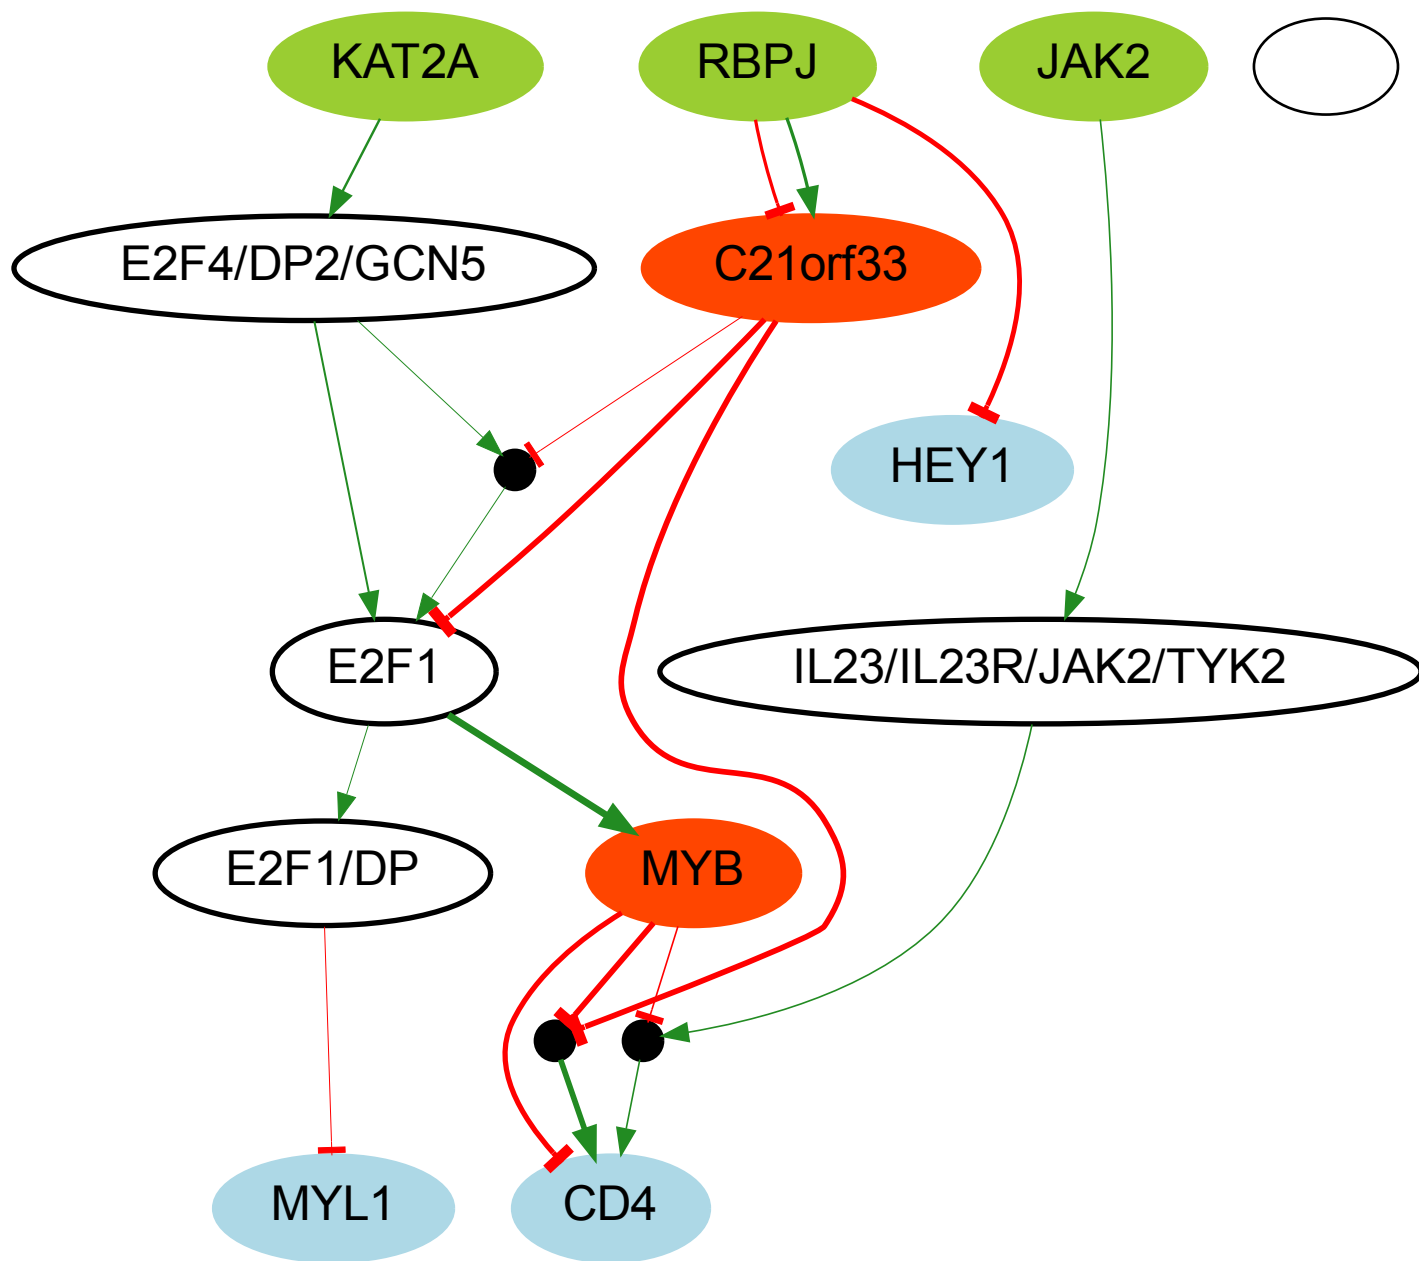 KAT2A
RBPJ
JAK2
E2F4/DP2/GCN5
C21orf33
HEY1
E2F1
IL23/IL23R/JAK2/TYK2
E2F1/DP
MYB
MYL1
CD4